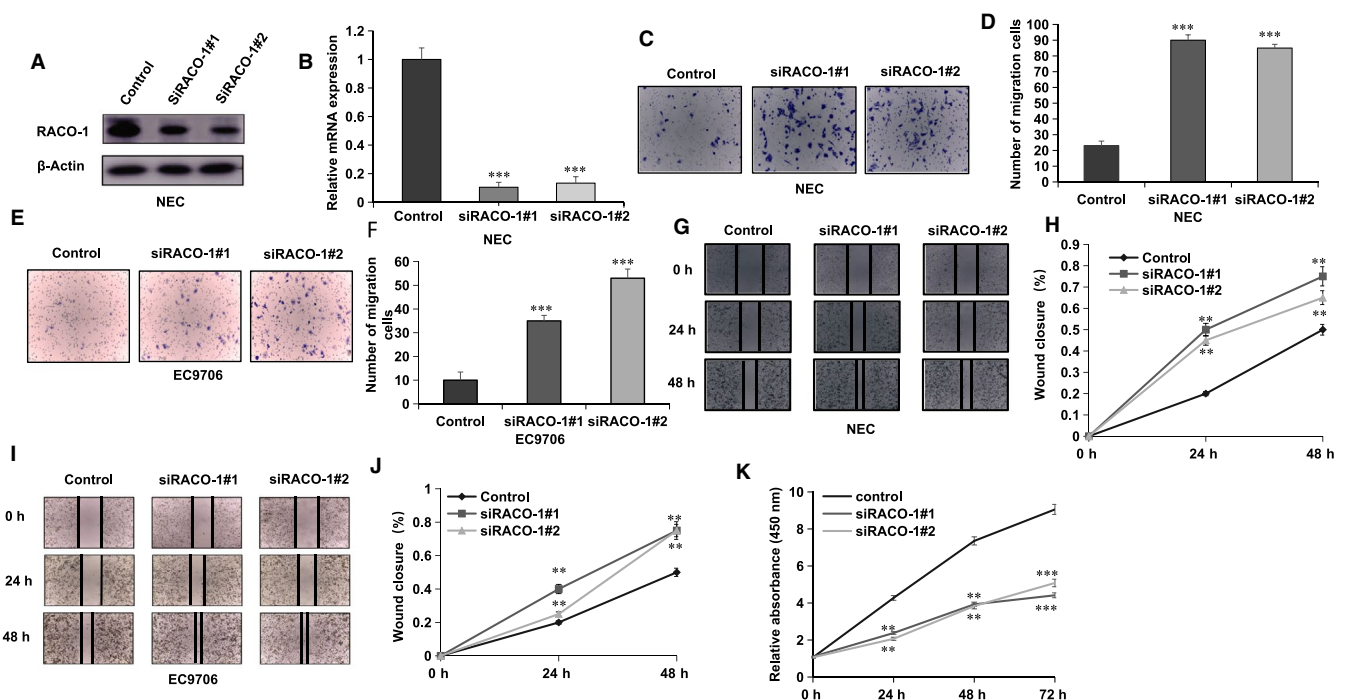 A
Control
SiRACO-1#1
SiRACO-1#2
RACO-1
β-Actin
NEC
B
Relative mRNA expression
1.2
1
0.8
0.6
0.4
0.2
0
***
***
Control
siRACO-1#1
siRACO-1#2
NEC
C
Control
siRACO-1#1
siRACO-1#2
NEC
D
Number of migration cells
100
90
80
70
60
50
40
30
20
10
0
***
***
Control
siRACO-1#1
siRACO-1#2
NEC
E
Control
siRACO-1#1
siRACO-1#2
EC9706
F
Number of migration
cells
60
50
40
30
20
10
0
***
***
Control
siRACO-1#1
siRACO-1#2
EC9706
G
Control
siRACO-1#1
siRACO-1#2
0 h
24 h
48 h
NEC
H
Wound closure (%)
0.9
0.8
0.7
0.6
0.5
0.4
0.3
0.2
0.1
0
Control
siRACO-1#1
siRACO-1#2
**
**
**
**
0 h
24 h
48 h
I
Control
siRACO-1#1
siRACO-1#2
0 h
24 h
48 h
EC9706
J
Wound closure (%)
1
0.8
0.6
0.4
0.2
0
Control
siRACO-1#1
siRACO-1#2
**
**
**
**
0 h
24 h
48 h
K
Relative absorbance (450 nm)
10
8
6
4
2
0
control
siRACO-1#1
siRACO-1#2
**
**
**
**
***
***
0 h
24 h
48 h
72 h